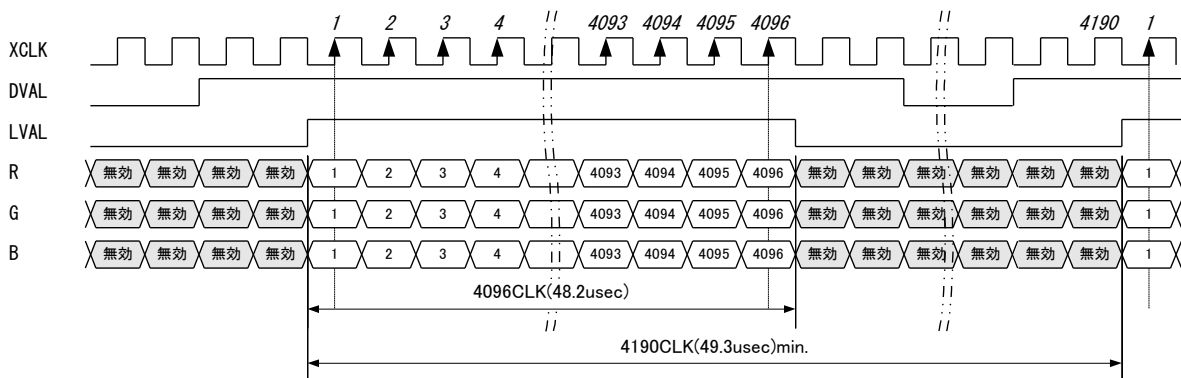 1 2 3 4 4093 4094 4095 4096 4190 1
XCLK
DVAL
LVAL
R 無効 無効 無効 無効 1 2 3 4 4093 4094 4095 4096 無効 無効 無効 無効 無効 無効 1
G 無効 無効 無効 無効 1 2 3 4 4093 4094 4095 4096 無効 無効 無効 無効 無効 無効 1
B 無効 無効 無効 無効 1 2 3 4 4093 4094 4095 4096 無効 無効 無効 無効 無効 無効 1
4096CLK(48.2usec)
4190CLK(49.3usec)min.